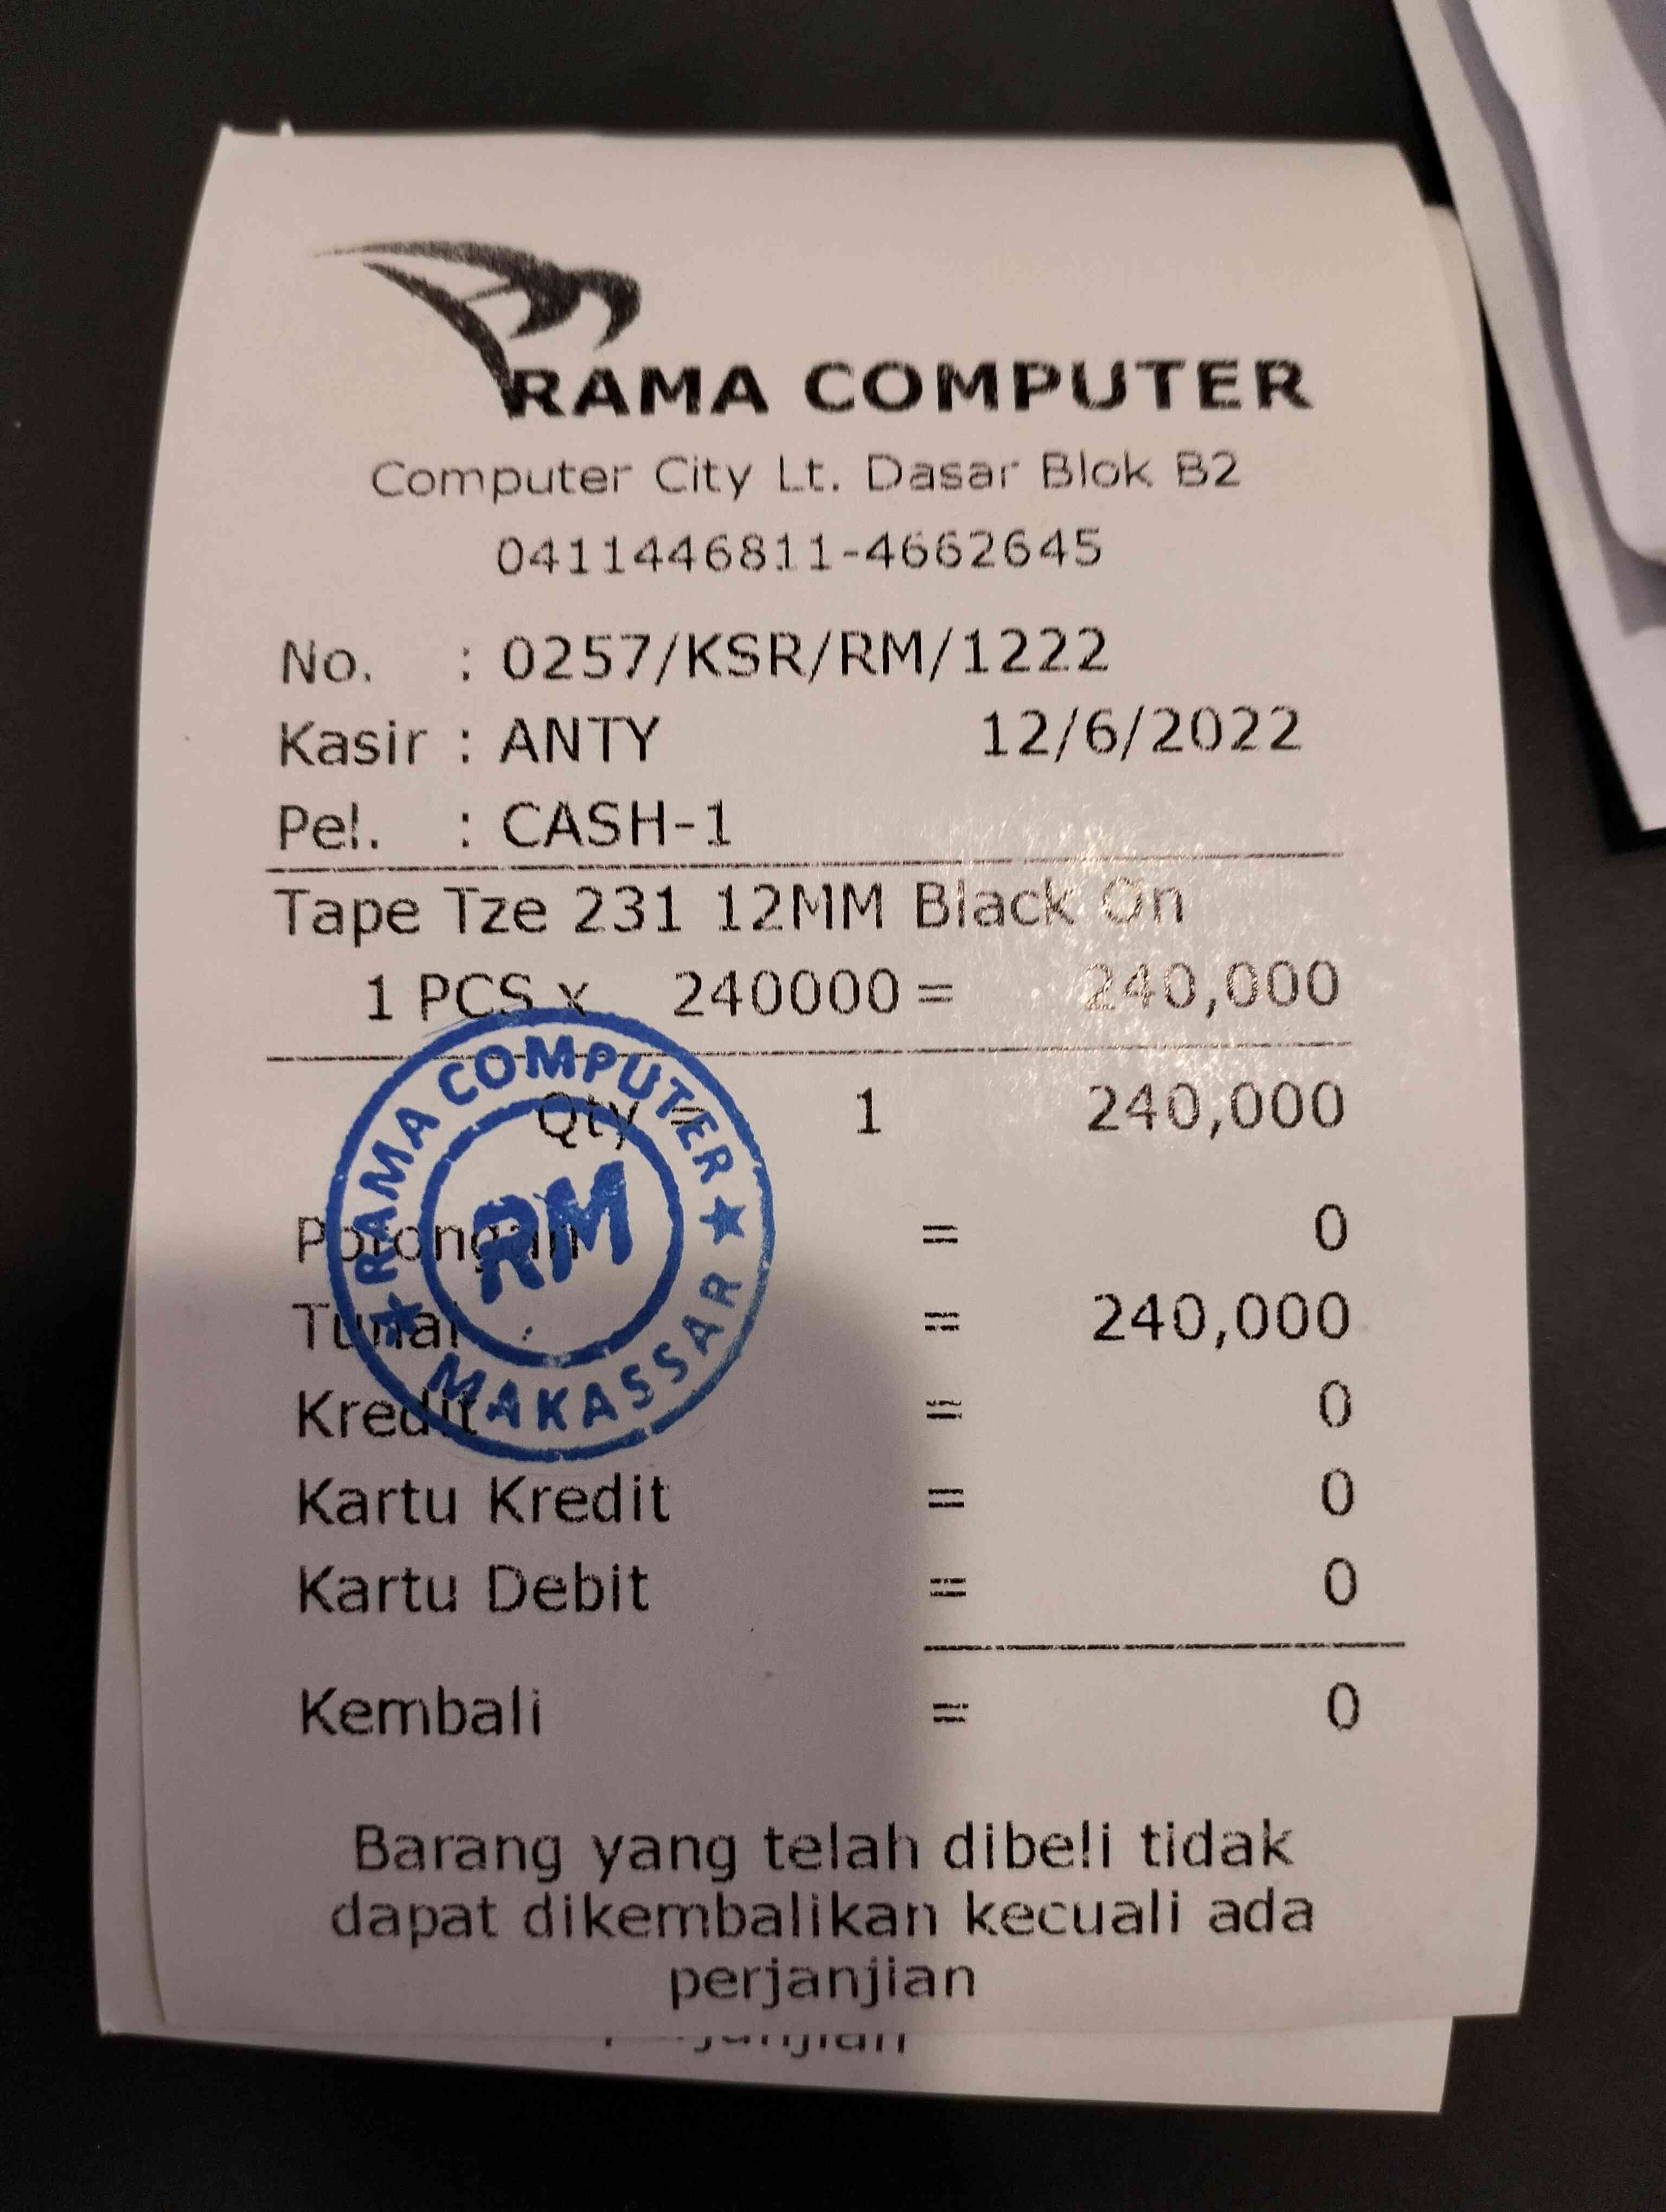 RAMA COMPUTER
Computer City Lt. Dasar Blok B2
0411446811-4662645
No. : 0257/KSR/RM/1222
Kasir : ANTY 12/6/2022
Pel. : CASH-1
Tape Tze 231 12MM Black On
1 PCS x 240000 = 240,000
Qty = 1 240,000
Potongan = 0
Tunai = 240,000
Kredit = 0
Kartu Kredit = 0
Kartu Debit = 0
Kembali = 0
RAMA COMPUTER
RM
MAKASSAR
Barang yang telah dibeli tidak
dapat dikembalikan kecuali ada
perjanjian